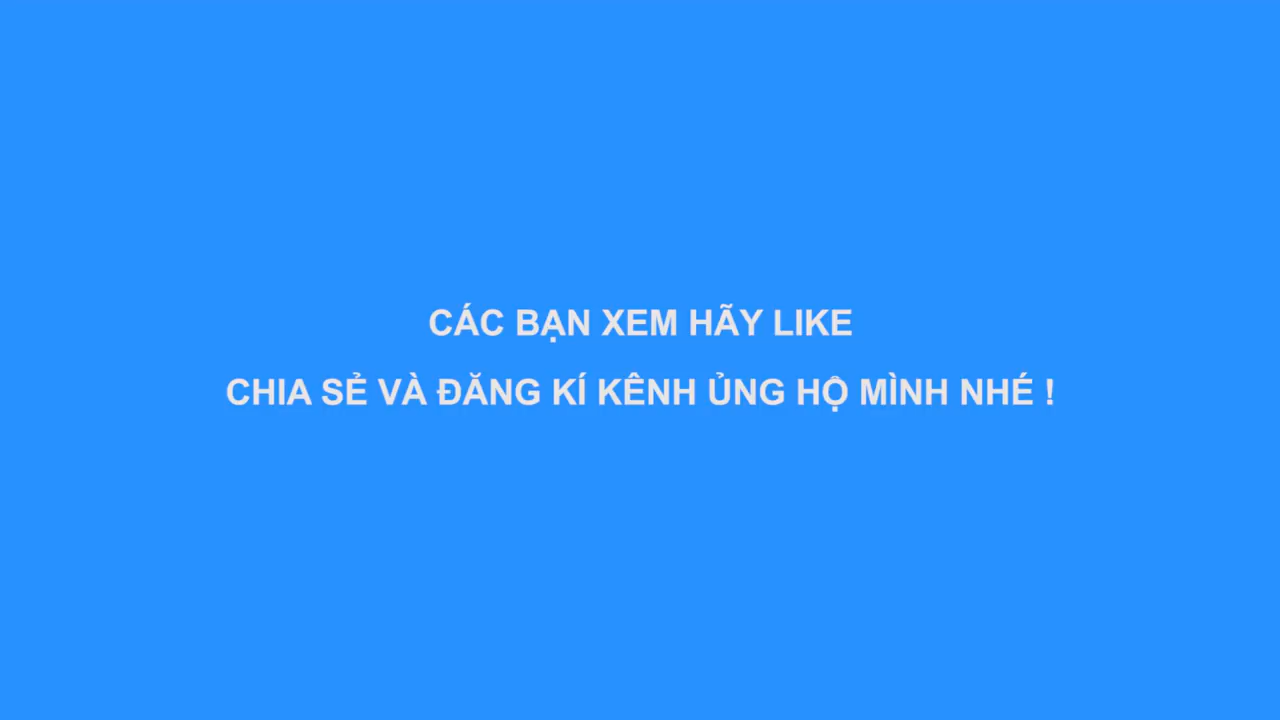 CÁC BẠN XEM HÃY LIKE
CHIA SẺ VÀ ĐĂNG KÍ KÊNH ỦNG HỘ MÌNH NHÉ !